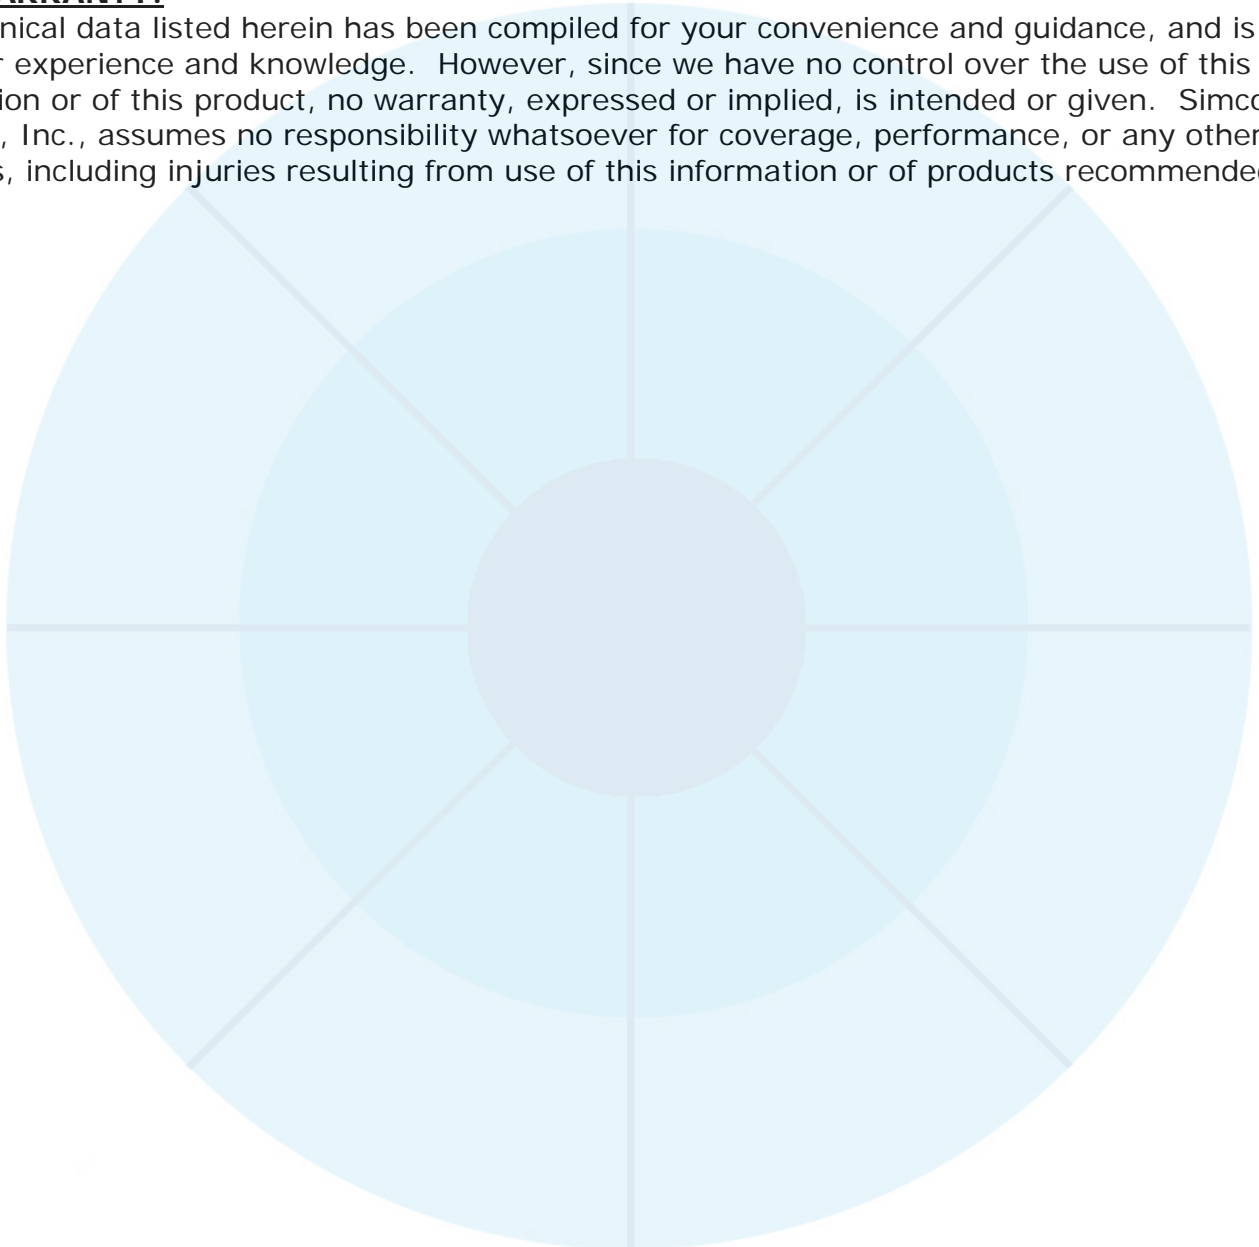 ARRANTY:
nical data listed herein has been compiled for your convenience and guidance, and is
r experience and knowledge. However, since we have no control over the use of this
ion or of this product, no warranty, expressed or implied, is intended or given. Simco
, Inc., assumes no responsibility whatsoever for coverage, performance, or any other
s, including injuries resulting from use of this information or of products recommended